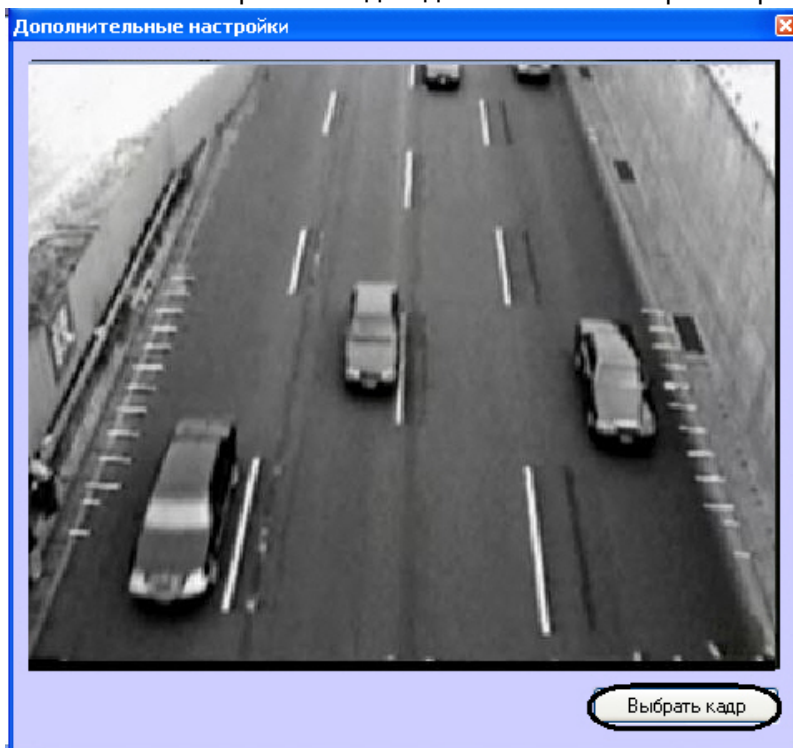 Дополнительные настройки
Выбрать кадр